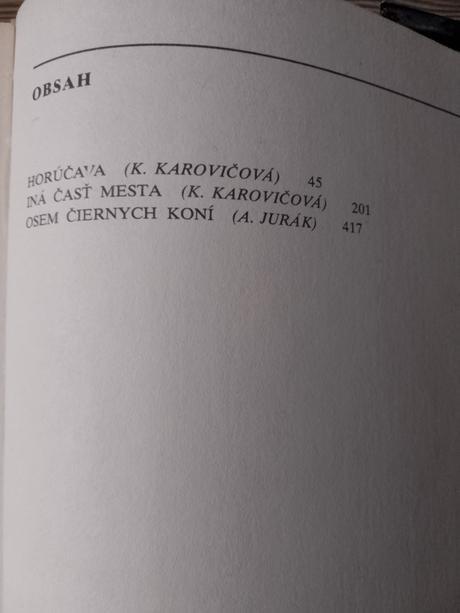 OBSAH
HORÚČAVA (K. KAROVIČOVÁ) 45
INÁ ČASŤ MESTA (K. KAROVIČOVÁ) 201
OSEM ČIERNYCH KONÍ (A. JURÁK) 417